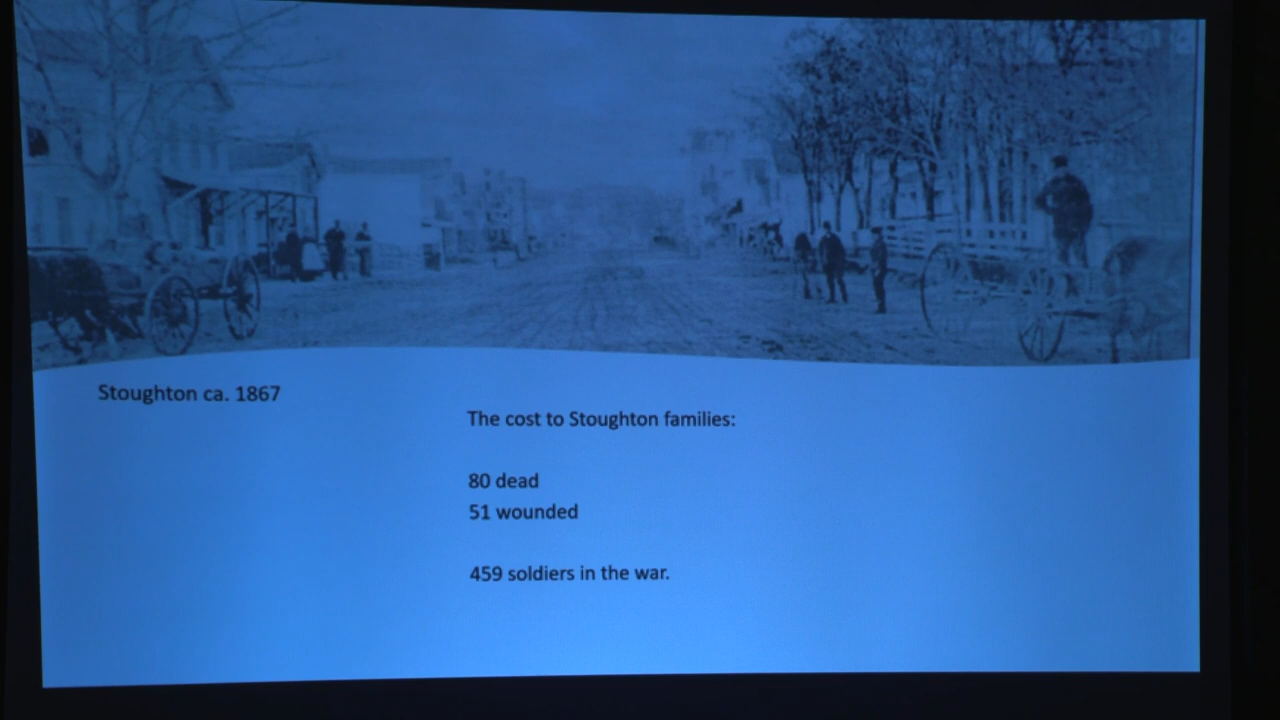 Stoughton ca. 1867
The cost to Stoughton families:
80 dead
51 wounded
459 soldiers in the war.